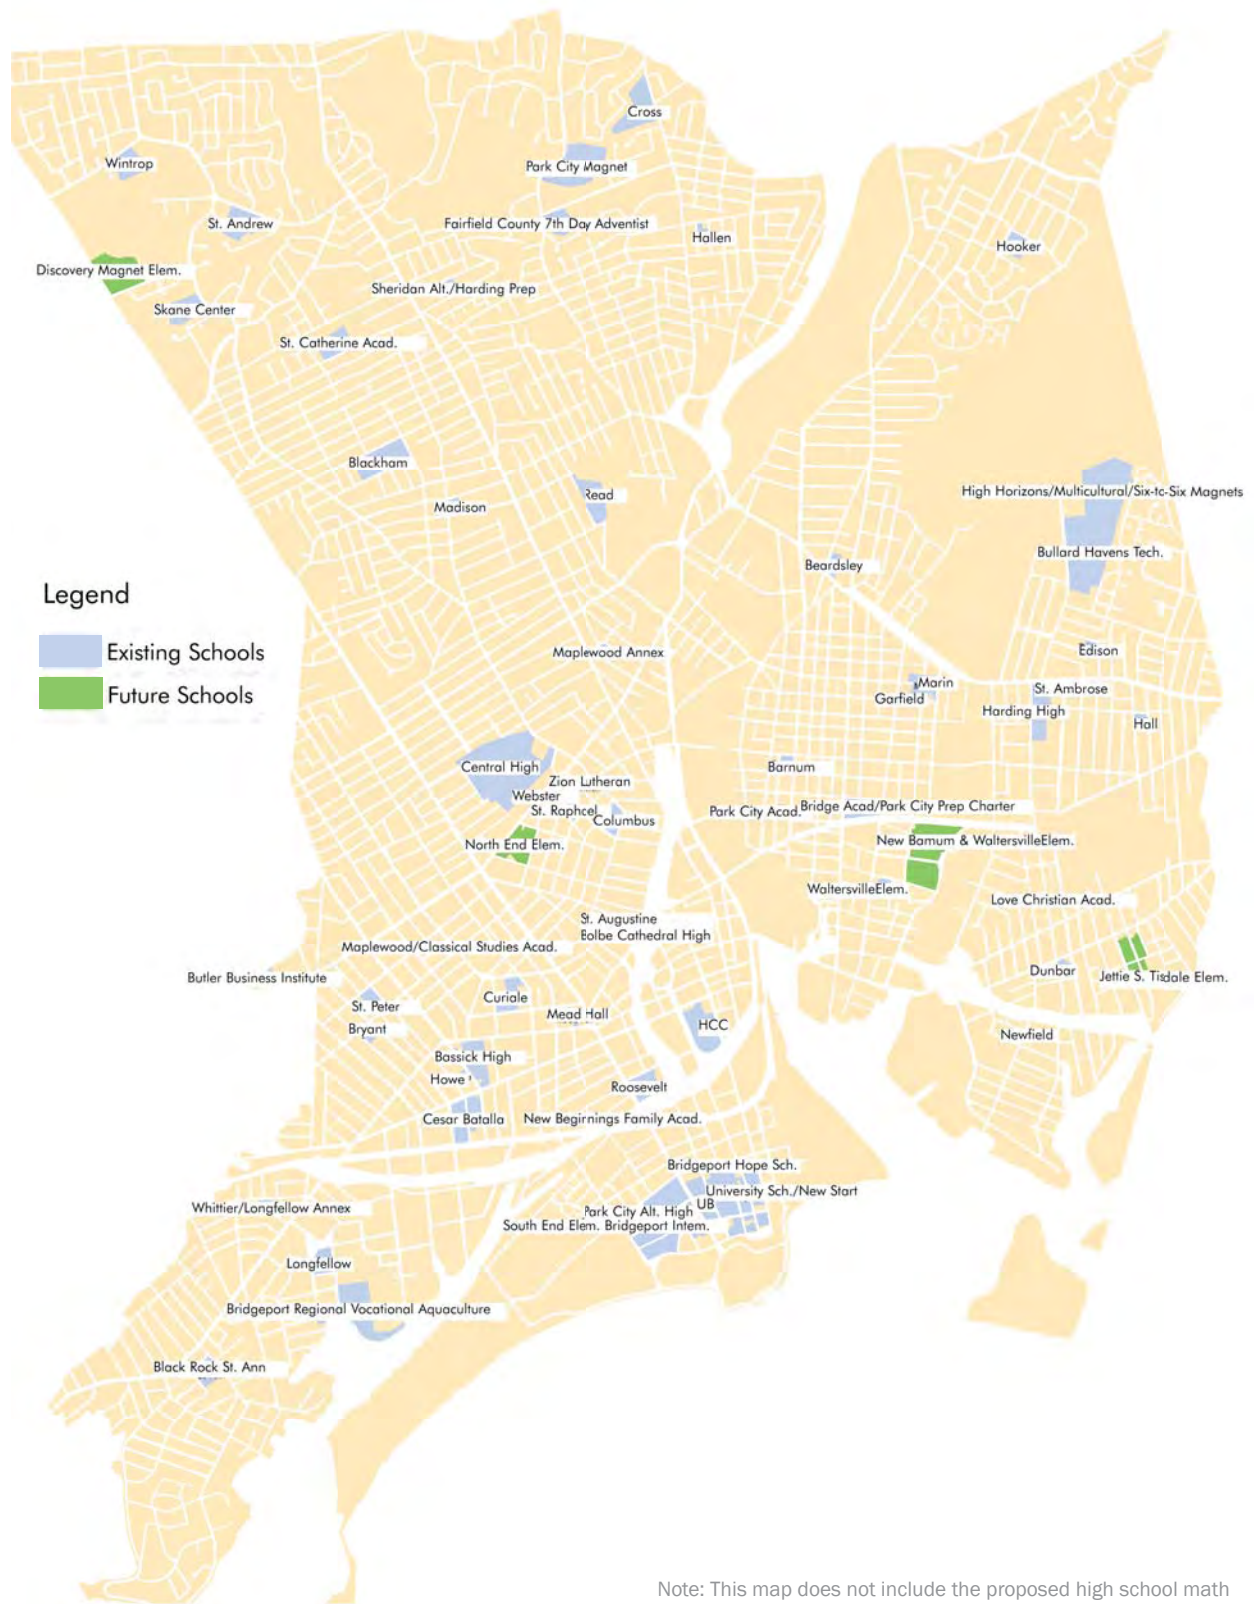 Cross
Wintrop
Park City Magnet
St. Andrew
Fairfield County 7th Day Adventist
Hallen
Hooker
Discovery Magnet Elem.
Sheridan Alt./Harding Prep
Skane Center
St. Catherine Acad.
Blackham
Read
High Horizons/Multicultural/Six-tc-Six Magnets
Madison
Bullard Havens Tech.
Beardsley
Legend
Existing Schools
Future Schools
Maplewood Annex
Edison
Marin
St. Ambrose
Garfield
Harding High
Hall
Central High
Barnum
Zion Lutheran
Webster
St. Raphcel
Columbus
Park City Acad.
Bridge Acad/Park City Prep Charter
North End Elem.
New Bamum & WaltersvilleElem.
WaltersvilleElem.
Love Christian Acad.
St. Augustine
Eolbe Cathedral High
Maplewood/Classical Studies Acad.
Butler Business Institute
Dunbar
Jettie S. Tisdale Elem.
St. Peter
Curiale
Bryant
Mead Hall
HCC
Newfield
Bassick High
Howe
Roosevelt
Cesar Batalla
New Begirnings Family Acad.
Bridgeport Hope Sch.
University Sch./New Start
UB
Whittier/Longfellow Annex
Park City Alt. High
South End Elem. Bridgeport Intem.
Longfellow
Bridgeport Regional Vocational Aquaculture
Black Rock St. Ann
Note: This map does not include the proposed high school math